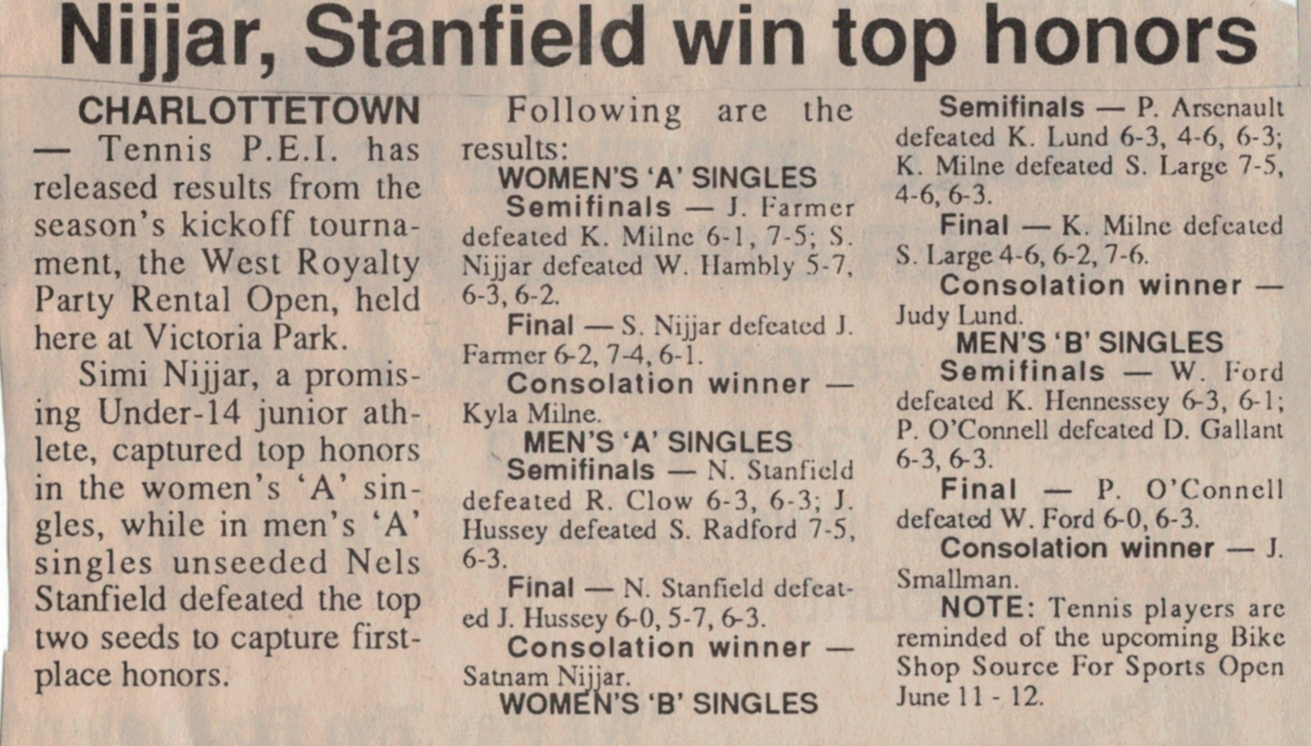 Nijjar, Stanfield win top honors
CHARLOTTETOWN
— Tennis P.E.I. has
released results from the
season's kickoff tourna-
ment, the West Royalty
Party Rental Open, held
here at Victoria Park.
Simi Nijjar, a promis-
ing Under-14 junior ath-
lete, captured top honors
in the women's ‘A’ sin-
gles, while in men's ‘A’
singles unseeded Nels
Stanfield defeated the top
two seeds to capture first-
place honors.
Following are the
results:
WOMEN'S ‘A’ SINGLES
Semifinals — J. Farmer
defeated K. Milne 6-1, 7-5; S.
Nijjar defeated W. Hambly 5-7,
6-3, 6-2.
Final — S. Nijjar defeated J.
Farmer 6-2, 7-4, 6-1.
Consolation winner —
Kyla Milne.
MEN'S ‘A’ SINGLES
Semifinals — N. Stanfield
defeated R. Clow 6-3, 6-3; J.
Hussey defeated S. Radford 7-5,
6-3.
Final — N. Stanfield defeat-
ed J. Hussey 6-0, 5-7, 6-3.
Consolation winner —
Satnam Nijjar.
WOMEN'S ‘B’ SINGLES
Semifinals — P. Arsenault
defeated K. Lund 6-3, 4-6, 6-3;
K. Milne defeated S. Large 7-5,
4-6, 6-3.
Final — K. Milne defeated
S. Large 4-6, 6-2, 7-6.
Consolation winner —
Judy Lund.
MEN'S ‘B’ SINGLES
Semifinals — W. Ford
defeated K. Hennessey 6-3, 6-1;
P. O'Connell defeated D. Gallant
6-3, 6-3.
Final — P. O'Connell
defeated W. Ford 6-0, 6-3.
Consolation winner — J.
Smallman.
NOTE: Tennis players are
reminded of the upcoming Bike
Shop Source For Sports Open
June 11 - 12.